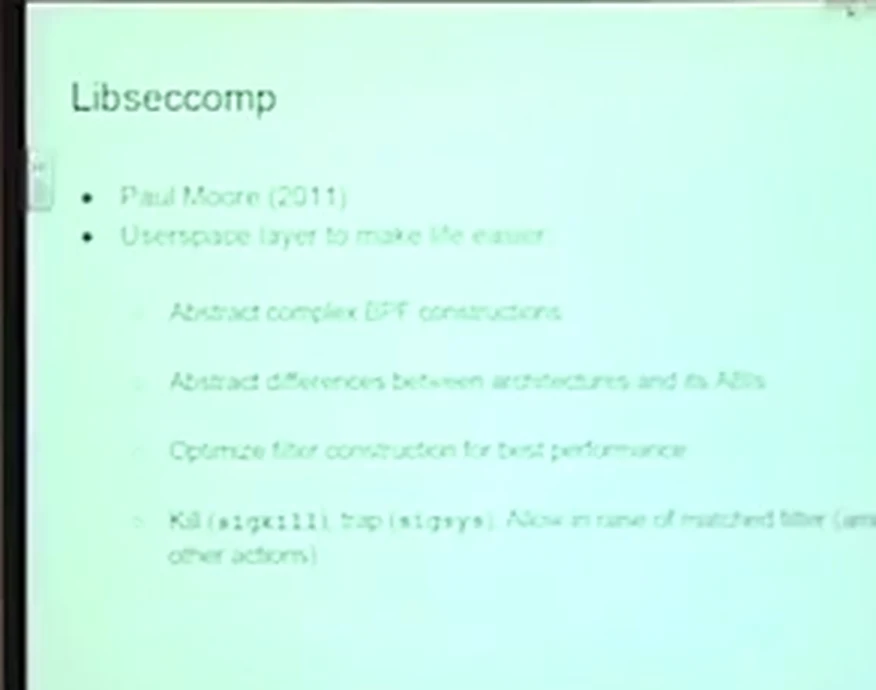 Libseccomp
• Paul Moore (2011)
• Userspace layer to make life easier:
Abstract complex BPF constructions
Abstract differences between architectures and its ABIs
Optimize filter construction for best performance
Kill (sigkill), trap (sigsys), Allow in case of matched filter (
other actions)